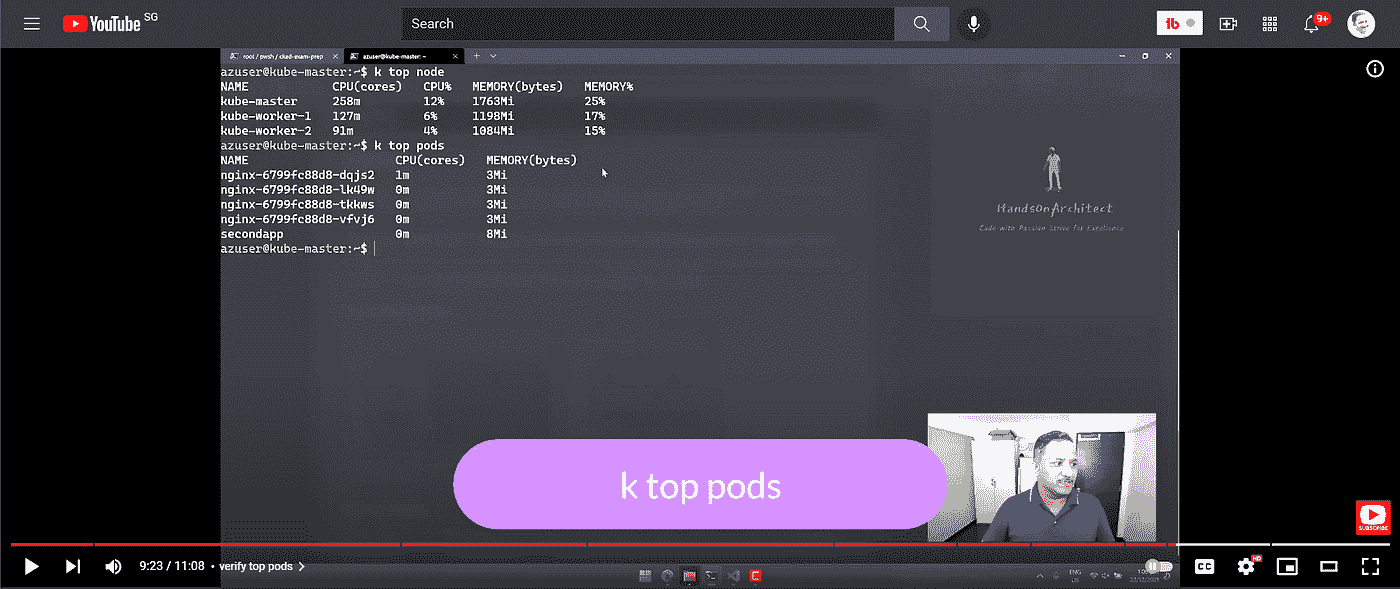 YouTube SG
Search
9+
root / pwsh / ckad-exam-prep
azuser@kube-master: ~
azuser@kube-master:~$ k top node
NAME CPU(cores) CPU% MEMORY(bytes) MEMORY%
kube-master 258m 12% 1763Mi 25%
kube-worker-1 127m 6% 1198Mi 17%
kube-worker-2 91m 4% 1084Mi 15%
azuser@kube-master:~$ k top pods
NAME CPU(cores) MEMORY(bytes)
nginx-6799fc88d8-dqjs2 1m 3Mi
nginx-6799fc88d8-lk49w 0m 3Mi
nginx-6799fc88d8-tkkws 0m 3Mi
nginx-6799fc88d8-vfvj6 0m 3Mi
secondapp 0m 8Mi
azuser@kube-master:~$
HandsOnArchitect
Code with Passion Strive for Excellence
k top pods
SUBSCRIBE
9:23 / 11:08 • verify top pods
CC
HD
ENG